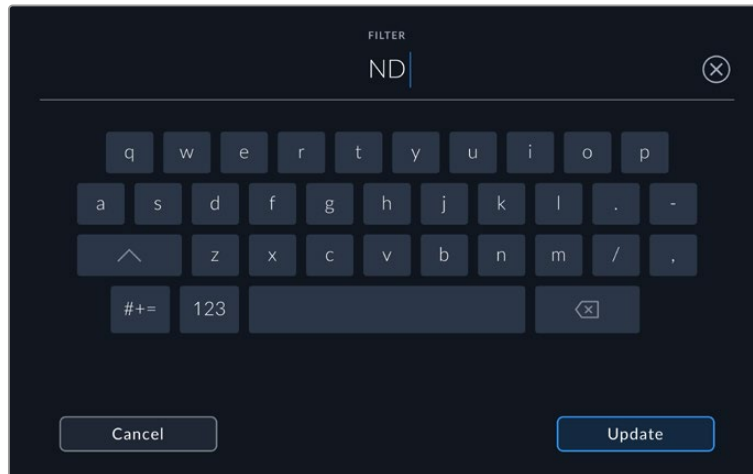 FILTER
ND
q w e r t y u i o p
a s d f g h j k l . -
z x c v b n m / ,
#+= 123
Cancel Update